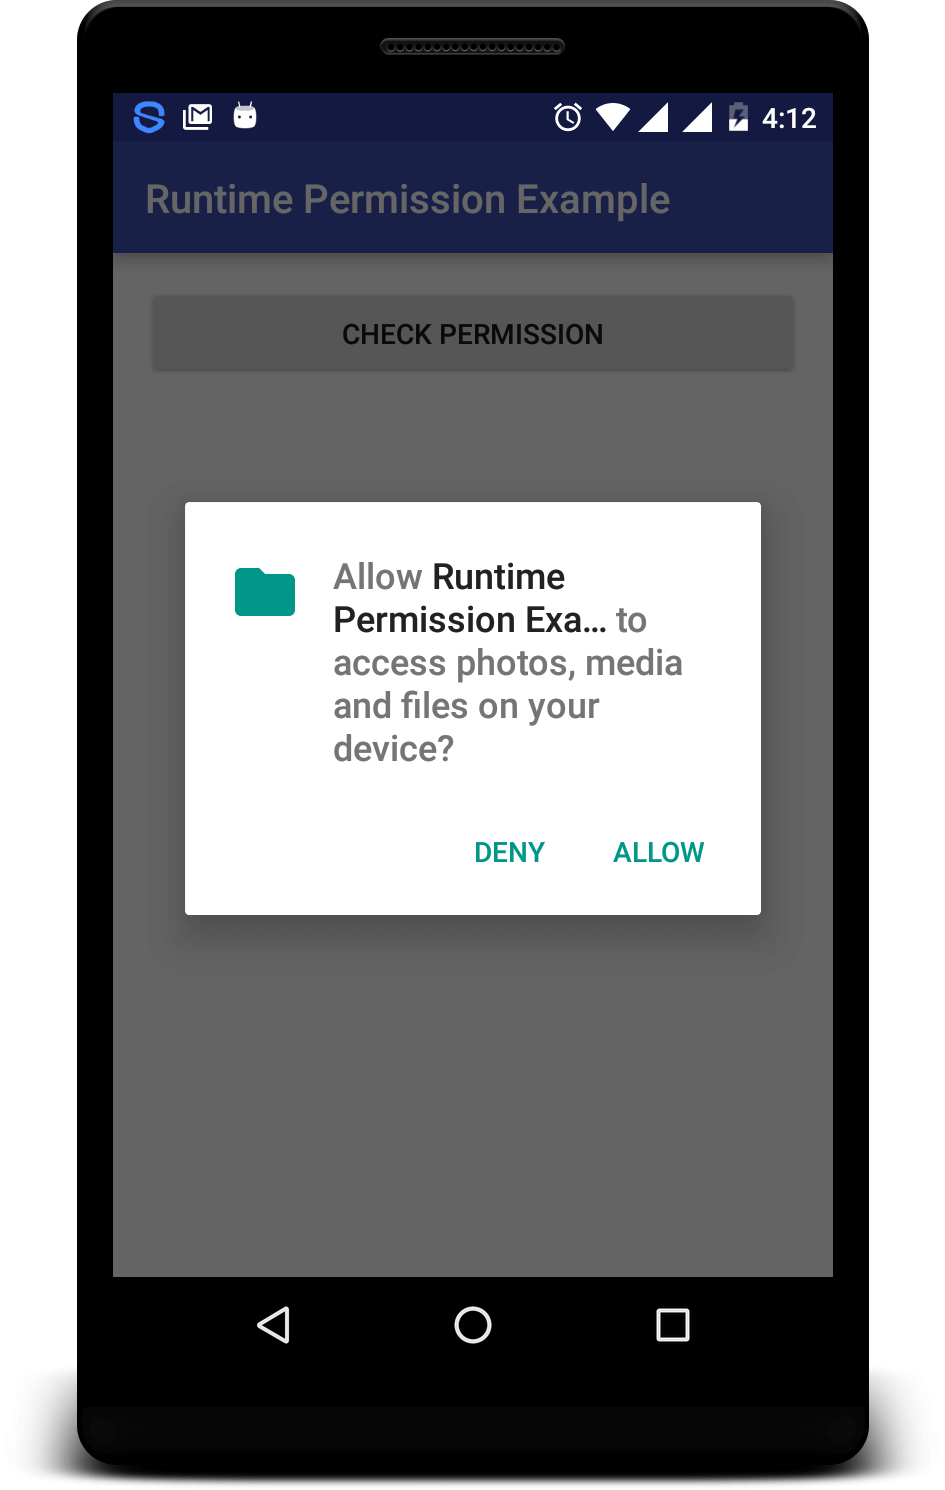 4:12
Runtime Permission Example
CHECK PERMISSION
Allow Runtime
Permission Exa... to
access photos, media
and files on your
device?
DENY ALLOW